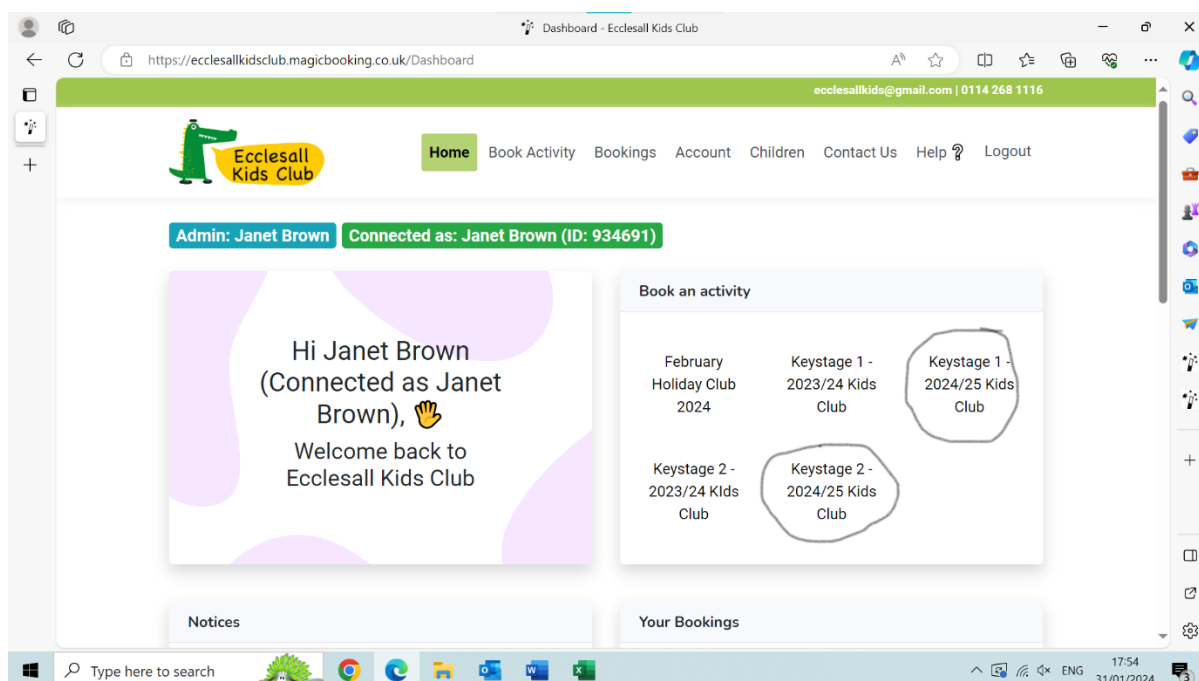 Dashboard - Ecclesall Kids Club
https://ecclesallkidsclub.magicbooking.co.uk/Dashboard
ecclesallkids@gmail.com | 0114 268 1116
Ecclesall
Kids Club
Home Book Activity Bookings Account Children Contact Us Help Logout
Admin: Janet Brown Connected as: Janet Brown (ID: 934691)
Hi Janet Brown
(Connected as Janet
Brown), 👋
Welcome back to
Ecclesall Kids Club
Book an activity
February
Holiday Club
2024
Keystage 1 -
2023/24 Kids
Club
Keystage 1 -
2024/25 Kids
Club
Keystage 2 -
2023/24 KIds
Club
Keystage 2 -
2024/25 Kids
Club
Notices
Your Bookings
Type here to search
ENG
17:54
31/01/2024
3